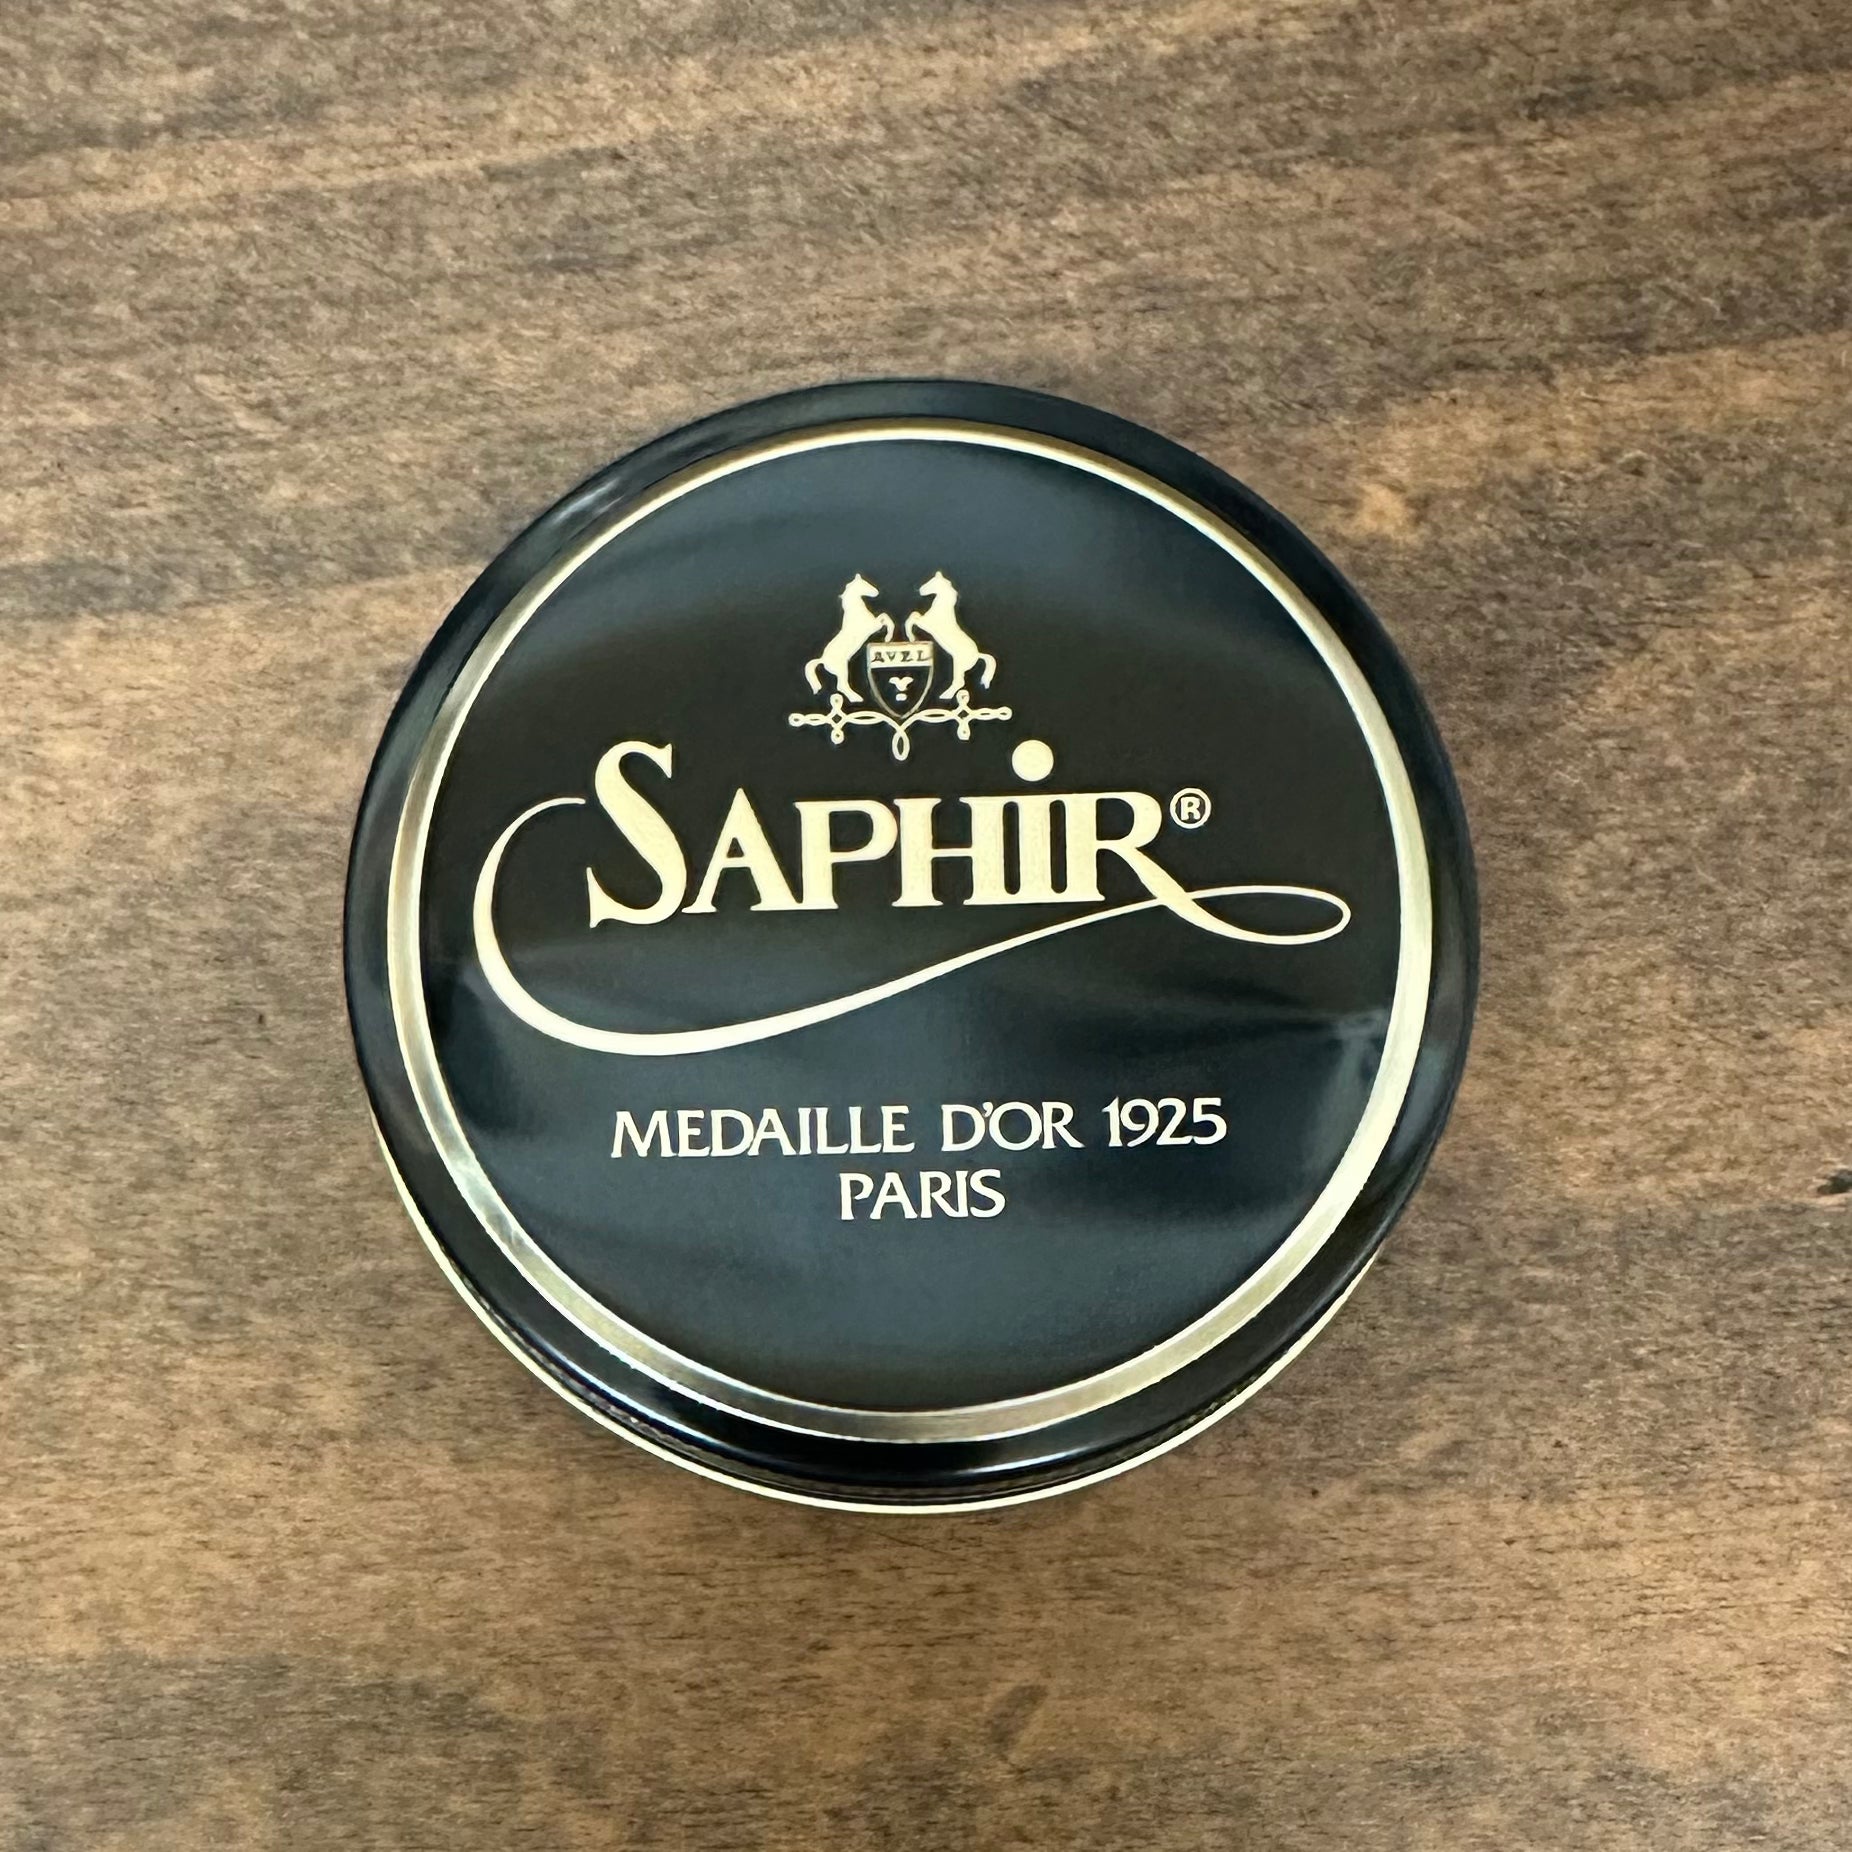 AVEL
SAPHiR®
MEDAILLE D'OR 1925
PARIS